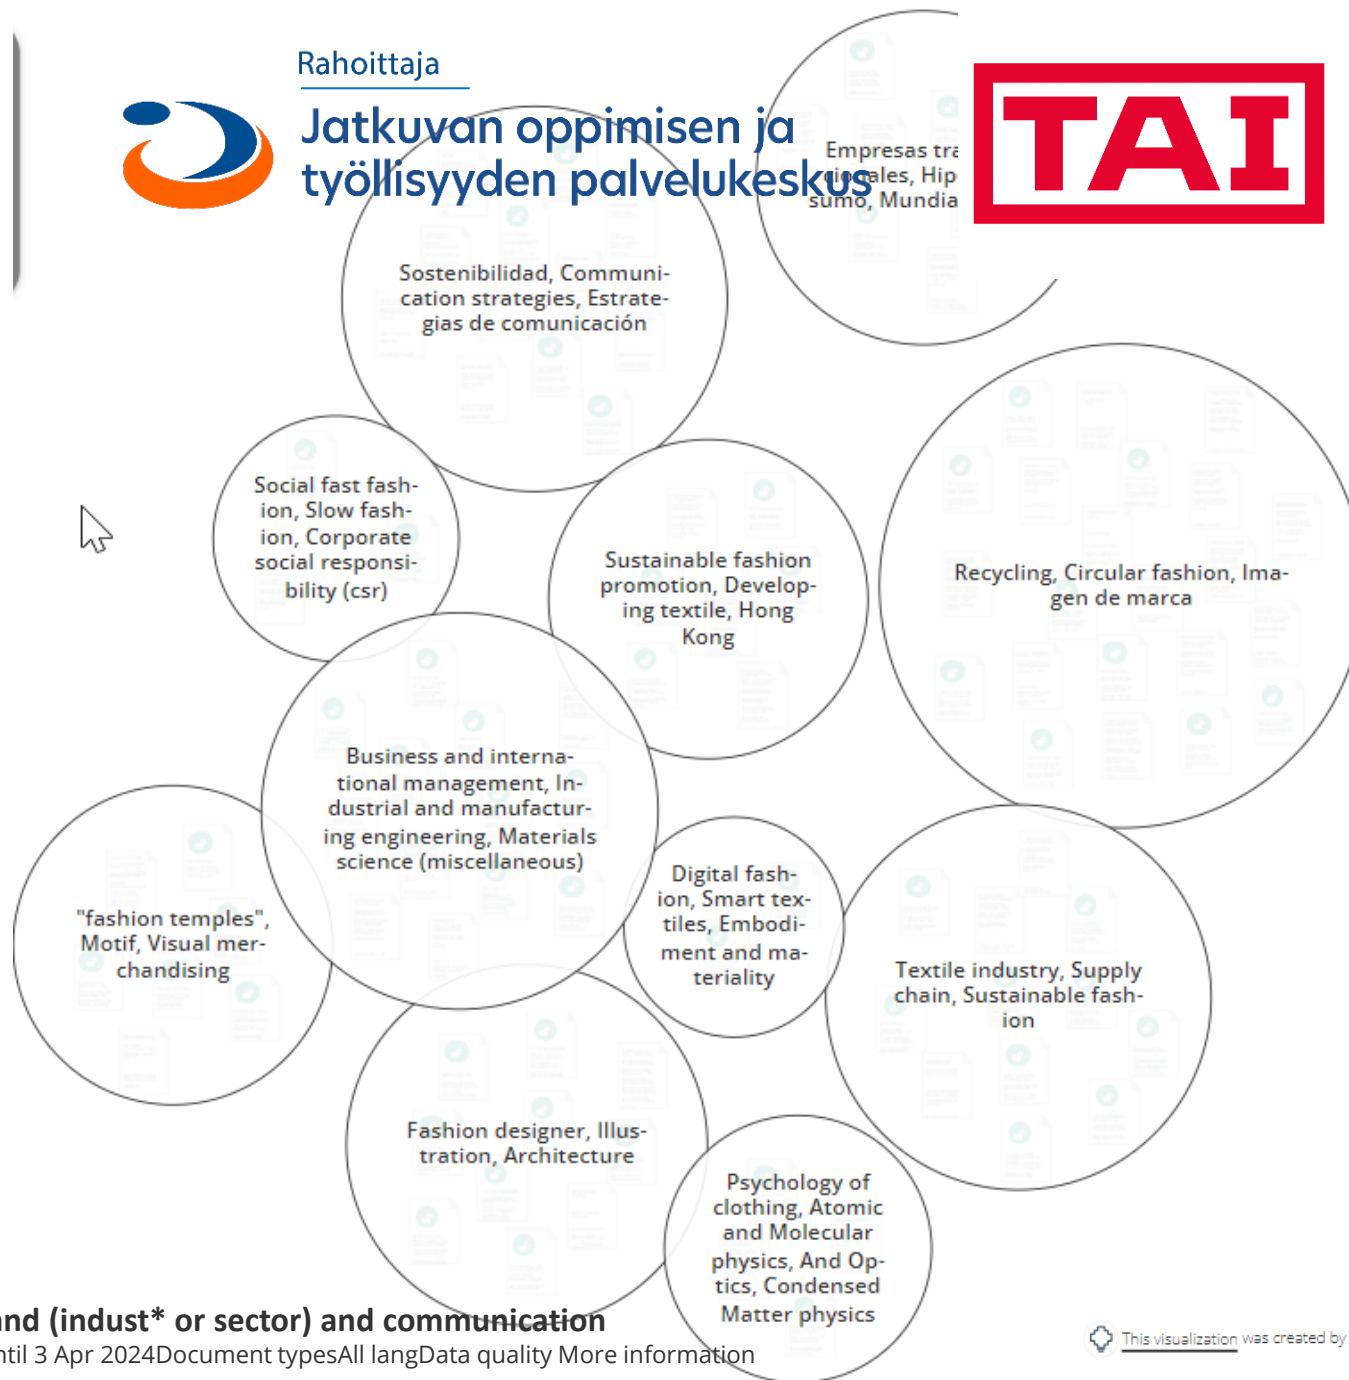 Rahoittaja
Jatkuvan oppimisen ja
työllisyyden palvelukeskus
TAI
Empresas tra
cionales, Hip
sumo, Mundia
Sostenibilidad, Communi-
cation strategies, Estrate-
gias de comunicación
Social fast fash-
ion, Slow fash-
ion, Corporate
social responsi-
bility (csr)
Sustainable fashion
promotion, Develop-
ing textile, Hong
Kong
Recycling, Circular fashion, Ima-
gen de marca
Business and interna-
tional management, In-
dustrial and manufactur-
ing engineering, Materials
science (miscellaneous)
Digital fash-
ion, Smart tex-
tiles, Embodi-
ment and ma-
teriality
"fashion temples",
Motif, Visual mer-
chandising
Textile industry, Supply
chain, Sustainable fash-
ion
Fashion designer, Illus-
tration, Architecture
Psychology of
clothing, Atomic
and Molecular
physics, And Op-
tics, Condensed
Matter physics
and (indust* or sector) and communication
ntil 3 Apr 2024Document typesAll langData quality More information
This visualization was created by